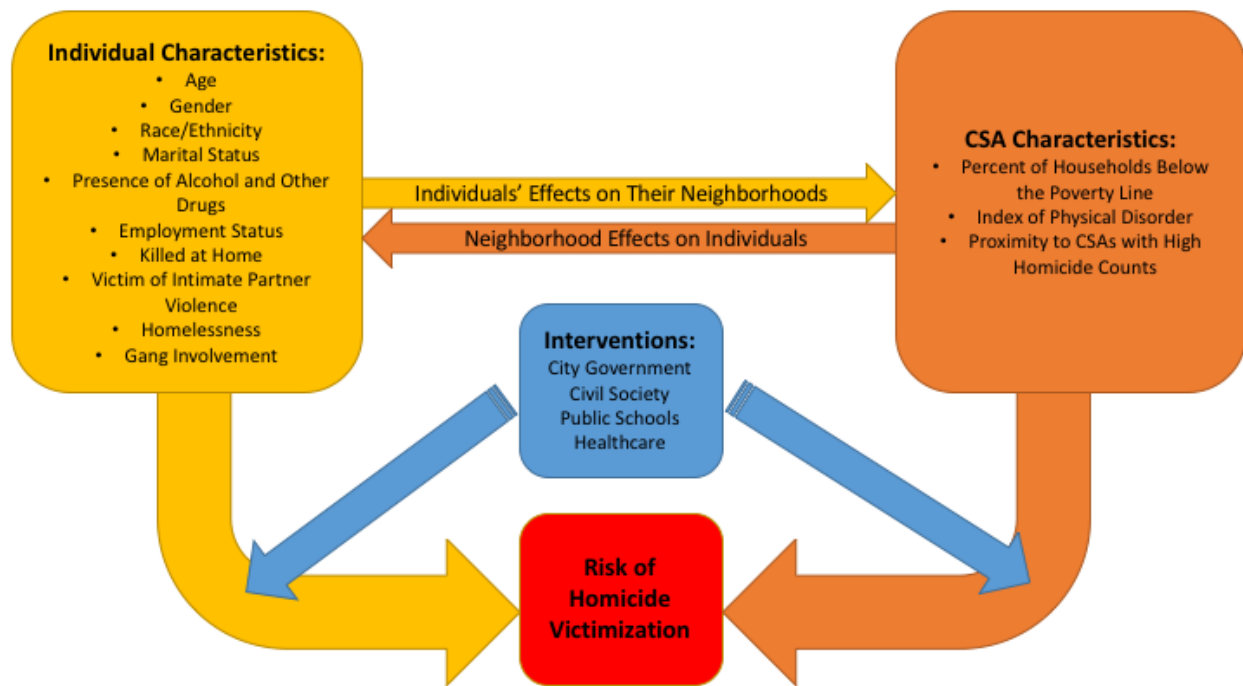 Individual Characteristics:
• Age
• Gender
• Race/Ethnicity
• Marital Status
• Presence of Alcohol and Other
Drugs
• Employment Status
• Killed at Home
• Victim of Intimate Partner
Violence
• Homelessness
• Gang Involvement
Individuals' Effects on Their Neighborhoods
Neighborhood Effects on Individuals
CSA Characteristics:
• Percent of Households Below
the Poverty Line
• Index of Physical Disorder
• Proximity to CSAs with High
Homicide Counts
Interventions:
City Government
Civil Society
Public Schools
Healthcare
Risk of
Homicide
Victimization